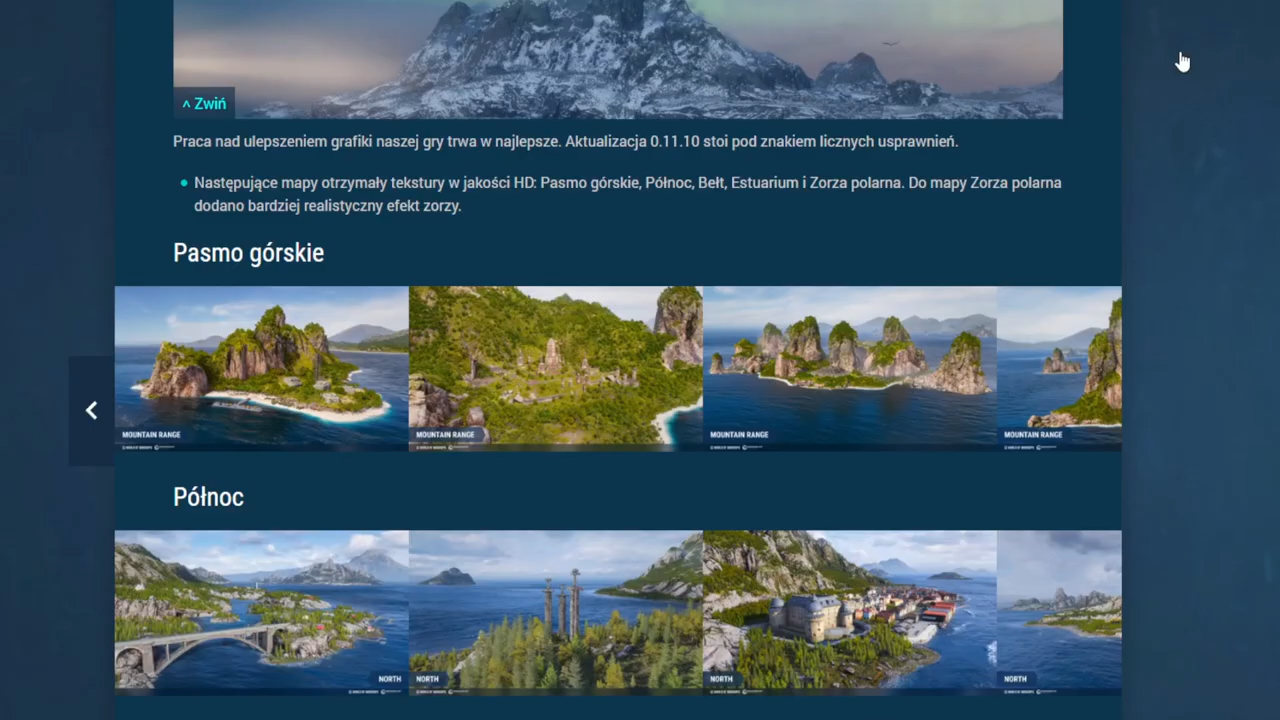 ^ Zwiń
Praca nad ulepszeniem grafiki naszej gry trwa w najlepsze. Aktualizacja 0.11.10 stoi pod znakiem licznych usprawnień.
Następujące mapy otrzymały tekstury w jakości HD: Pasmo górskie, Północ, Bełt, Estuarium i Zorza polarna. Do mapy Zorza polarna
dodano bardziej realistyczny efekt zorzy.
Pasmo górskie
MOUNTAIN RANGE
MOUNTAIN RANGE
MOUNTAIN RANGE
MOUNTAIN RANGE
Północ
NORTH
NORTH
NORTH
NORTH